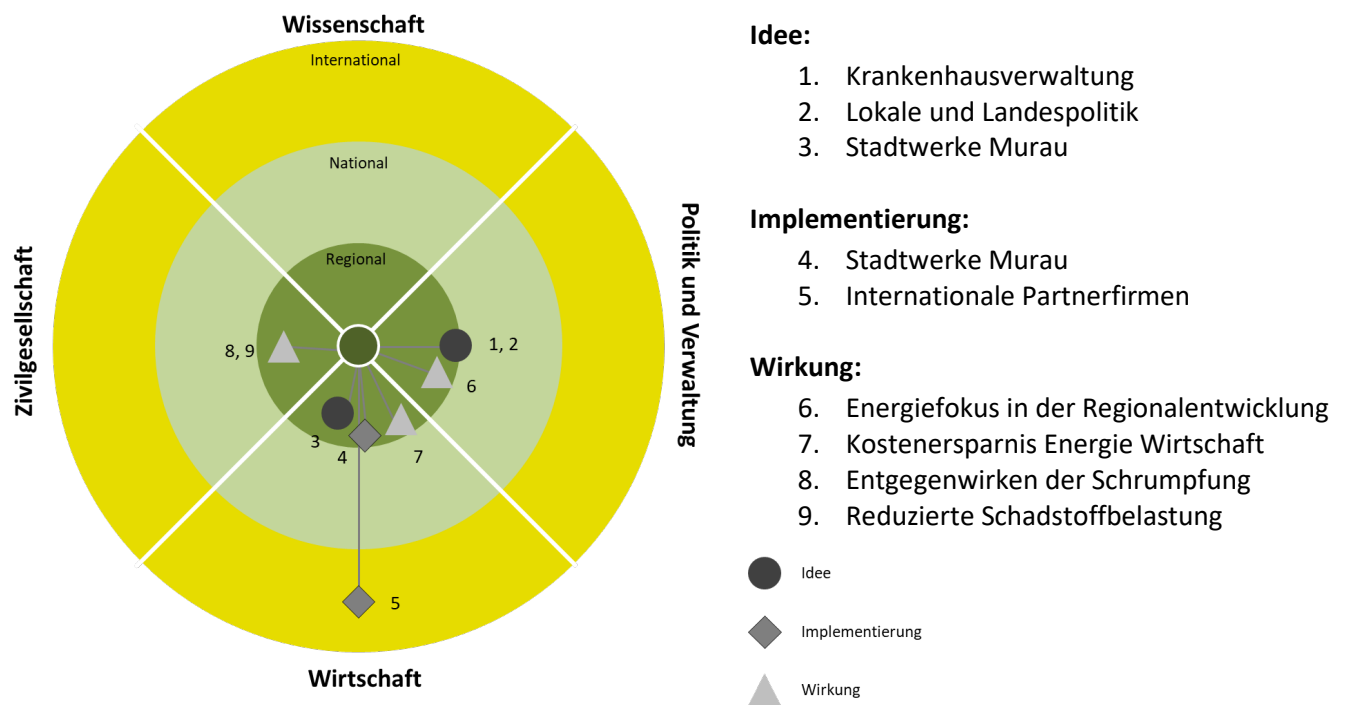 Wissenschaft
International
National
Regional
Zivilgesellschaft
Politik und Verwaltung
8, 9
1, 2
6
3
4
7
5
Wirtschaft
Idee:
1. Krankenhausverwaltung
2. Lokale und Landespolitik
3. Stadtwerke Murau
Implementierung:
4. Stadtwerke Murau
5. Internationale Partnerfirmen
Wirkung:
6. Energiefokus in der Regionalentwicklung
7. Kostenersparnis Energie Wirtschaft
8. Entgegenwirken der Schrumpfung
9. Reduzierte Schadstoffbelastung
Idee
Implementierung
Wirkung